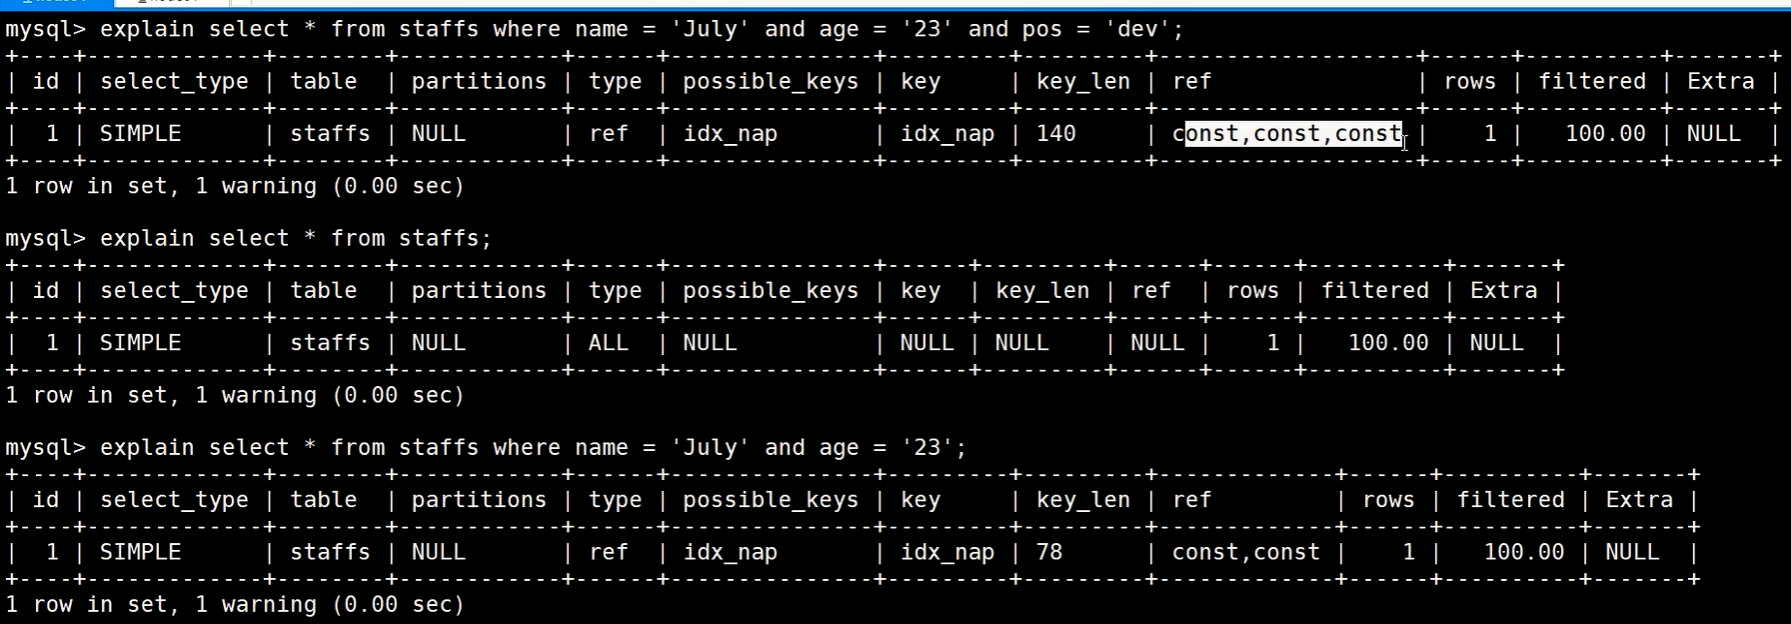 mysql> explain select * from staffs where name = 'July' and age = '23' and pos = 'dev';
+----+-------------+--------+------------+------+---------------+---------+---------+-------------------+------+----------+-------+
| id | select_type | table  | partitions | type | possible_keys | key     | key_len | ref               | rows | filtered | Extra |
+----+-------------+--------+------------+------+---------------+---------+---------+-------------------+------+----------+-------+
|  1 | SIMPLE      | staffs | NULL       | ref  | idx_nap       | idx_nap | 140     | const,const,const |    1 |   100.00 | NULL  |
+----+-------------+--------+------------+------+---------------+---------+---------+-------------------+------+----------+-------+
1 row in set, 1 warning (0.00 sec)
mysql> explain select * from staffs;
+----+-------------+--------+------------+------+---------------+------+---------+------+------+----------+-------+
| id | select_type | table  | partitions | type | possible_keys | key  | key_len | ref  | rows | filtered | Extra |
+----+-------------+--------+------------+------+---------------+------+---------+------+------+----------+-------+
|  1 | SIMPLE      | staffs | NULL       | ALL  | NULL          | NULL | NULL    | NULL |    1 |   100.00 | NULL  |
+----+-------------+--------+------------+------+---------------+------+---------+------+------+----------+-------+
1 row in set, 1 warning (0.00 sec)
mysql> explain select * from staffs where name = 'July' and age = '23';
+----+-------------+--------+------------+------+---------------+---------+---------+-------------+------+----------+-------+
| id | select_type | table  | partitions | type | possible_keys | key     | key_len | ref         | rows | filtered | Extra |
+----+-------------+--------+------------+------+---------------+---------+---------+-------------+------+----------+-------+
|  1 | SIMPLE      | staffs | NULL       | ref  | idx_nap       | idx_nap | 78      | const,const |    1 |   100.00 | NULL  |
+----+-------------+--------+------------+------+---------------+---------+---------+-------------+------+----------+-------+
1 row in set, 1 warning (0.00 sec)